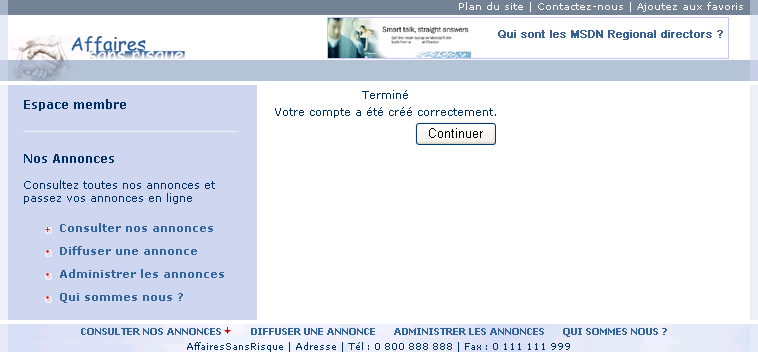 Plan du site | Contactez-nous | Ajoutez aux favoris
Affaires
sans risque
Smart talk, straight answers
Qui sont les MSDN Regional directors ?
Espace membre
Terminé
Votre compte a été créé correctement.
Continuer
Nos Annonces
Consultez toutes nos annonces et
passez vos annonces en ligne
Consulter nos annonces
Diffuser une annonce
Administrer les annonces
Qui sommes nous ?
CONSULTER NOS ANNONCES + DIFFUSER UNE ANNONCE ADMINISTRER LES ANNONCES QUI SOMMES NOUS ?
AffairesSansRisque | Adresse | Tél : 0 800 888 888 | Fax : 0 111 111 999